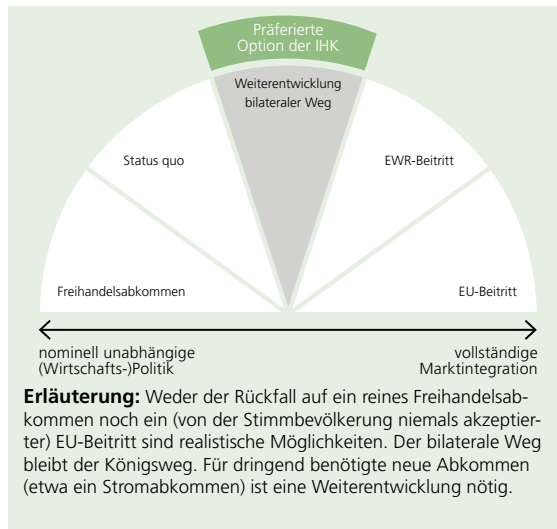 Präferierte
Option der IHK
Weiterentwicklung
bilateraler Weg
Status quo
EWR-Beitritt
Freihandelsabkommen
EU-Beitritt
nominell unabhängige
(Wirtschafts-)Politik
vollständige
Marktintegration
Erläuterung: Weder der Rückfall auf ein reines Freihandelsab-
kommen noch ein (von der Stimmbevölkerung niemals akzeptier-
ter) EU-Beitritt sind realistische Möglichkeiten. Der bilaterale Weg
bleibt der Königsweg. Für dringend benötigte neue Abkommen
(etwa ein Stromabkommen) ist eine Weiterentwicklung nötig.